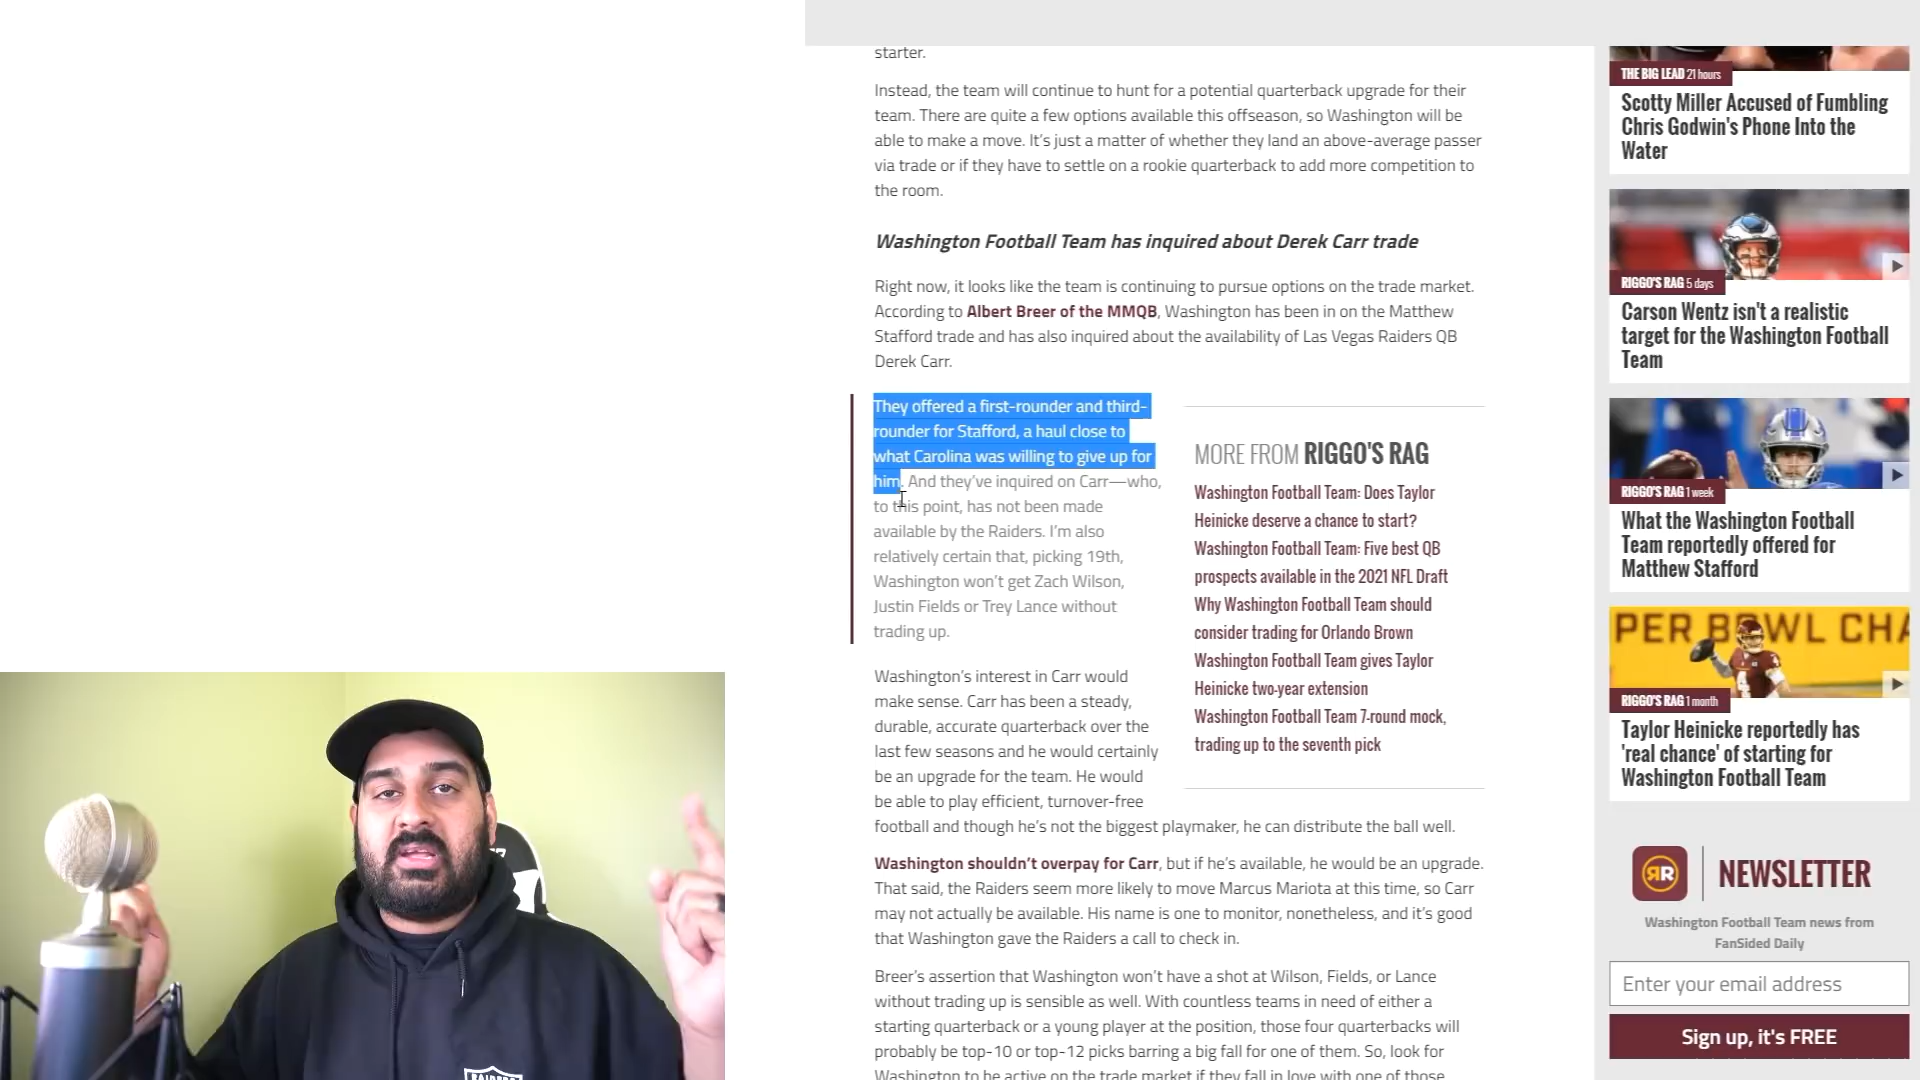 starter.
Instead, the team will continue to hunt for a potential quarterback upgrade for their
team. There are quite a few options available this offseason, so Washington will be
able to make a move. It's just a matter of whether they land an above-average passer
via trade or if they have to settle on a rookie quarterback to add more competition to
the room.
Washington Football Team has inquired about Derek Carr trade
Right now, it looks like the team is continuing to pursue options on the trade market.
According to Albert Breer of the MMQB, Washington has been in on the Matthew
Stafford trade and has also inquired about the availability of Las Vegas Raiders QB
Derek Carr.
They offered a first-rounder and third-
rounder for Stafford, a haul close to
what Carolina was willing to give up for
him. And they've inquired on Carr—who,
to this point, has not been made
available by the Raiders. I'm also
relatively certain that, picking 19th,
Washington won't get Zach Wilson,
Justin Fields or Trey Lance without
trading up.
MORE FROM RIGGO'S RAG
Washington Football Team: Does Taylor
Heinicke deserve a chance to start?
Washington Football Team: Five best QB
prospects available in the 2021 NFL Draft
Why Washington Football Team should
consider trading for Orlando Brown
Washington Football Team gives Taylor
Heinicke two-year extension
Washington Football Team 7-round mock,
trading up to the seventh pick
Washington's interest in Carr would
make sense. Carr has been a steady,
durable, accurate quarterback over the
last few seasons and he would certainly
be an upgrade for the team. He would
be able to play efficient, turnover-free
football and though he's not the biggest playmaker, he can distribute the ball well.
Washington shouldn't overpay for Carr, but if he's available, he would be an upgrade.
That said, the Raiders seem more likely to move Marcus Mariota at this time, so Carr
may not actually be available. His name is one to monitor, nonetheless, and it's good
that Washington gave the Raiders a call to check in.
Breer's assertion that Washington won't have a shot at Wilson, Fields, or Lance
without trading up is sensible as well. With countless teams in need of either a
starting quarterback or a young player at the position, those four quarterbacks will
probably be top-10 or top-12 picks barring a big fall for one of them. So, look for
Washington to be active on the trade market if they fall in love with one of those
THE BIG LEAD 21 hours
Scotty Miller Accused of Fumbling
Chris Godwin's Phone Into the
Water
RIGGO'S RAG 5 days
Carson Wentz isn't a realistic
target for the Washington Football
Team
RIGGO'S RAG 1 week
What the Washington Football
Team reportedly offered for
Matthew Stafford
PER BOWL CHA
4
RIGGO'S RAG 1 month
Taylor Heinicke reportedly has
'real chance' of starting for
Washington Football Team
RR
NEWSLETTER
Washington Football Team news from
FanSided Daily
Enter your email address
Sign up, it's FREE
RAIDERS